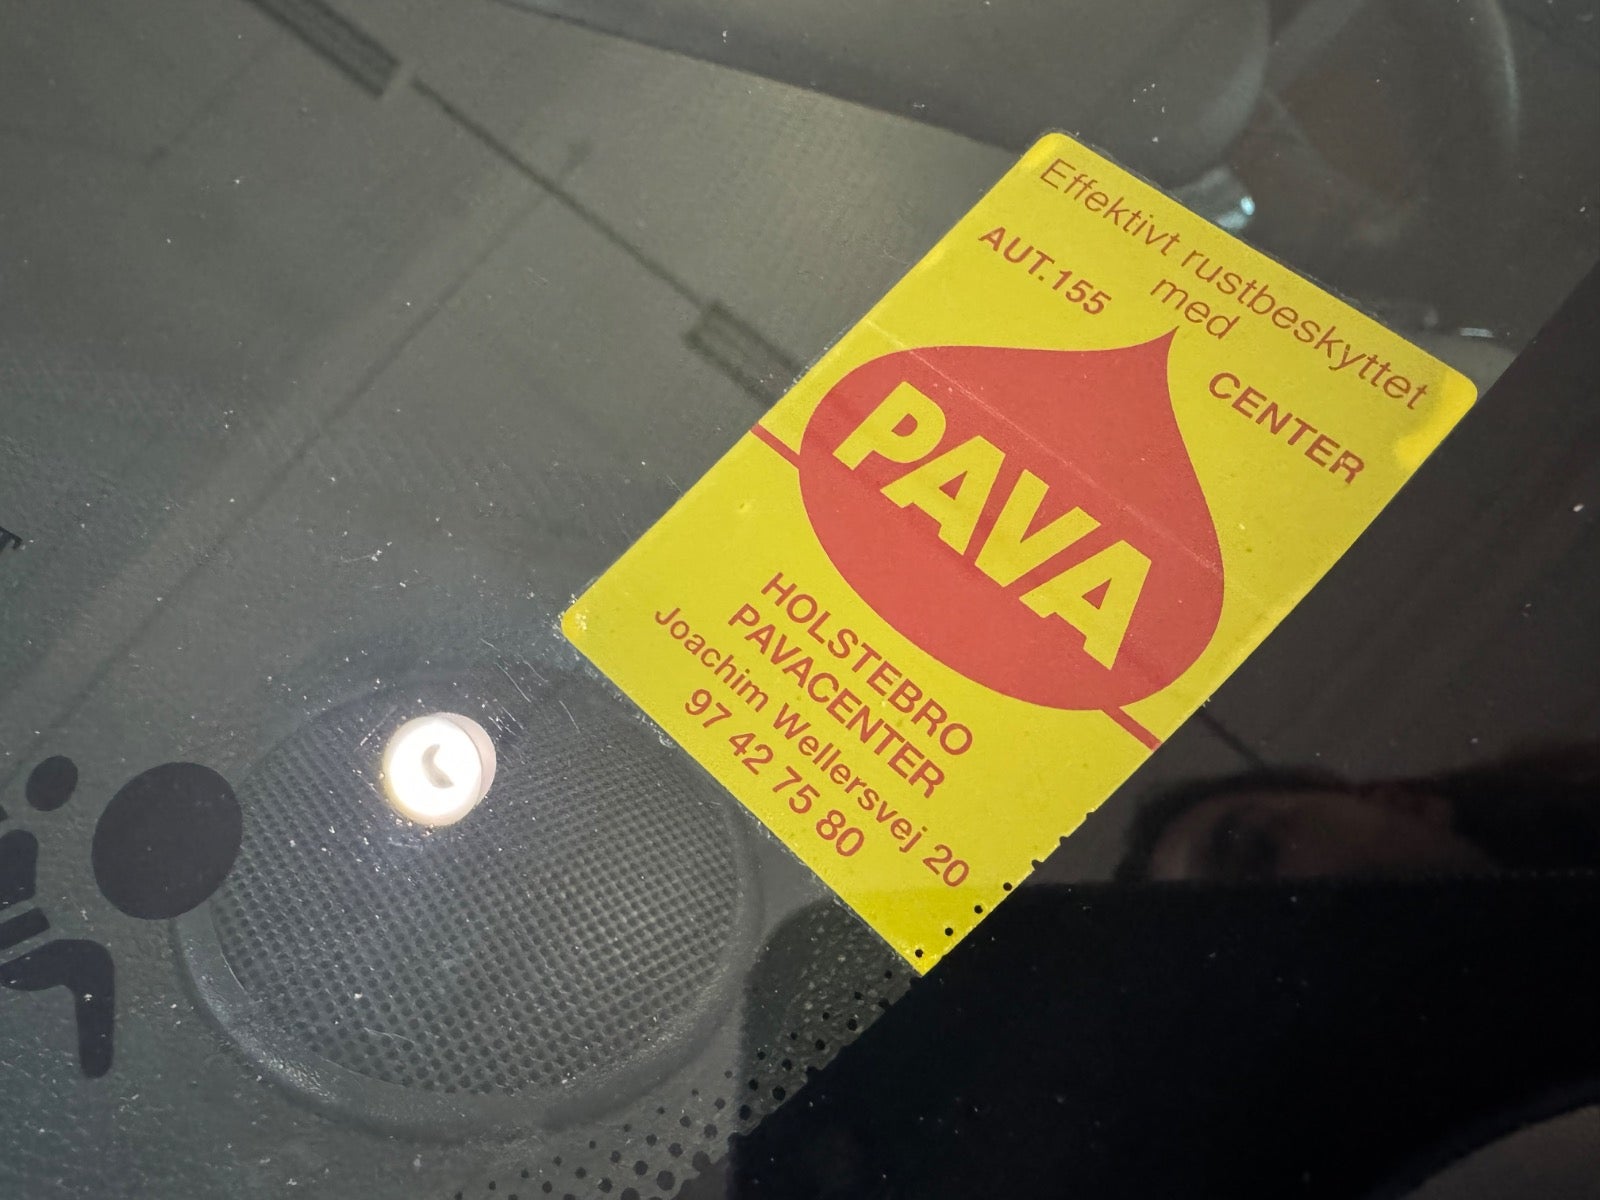 Effektivt rustbeskyttet
med
AUT.155 CENTER
PAVA
HOLSTEBRO
PAVACENTER
Joachim Wellersvej 20
97 42 75 80